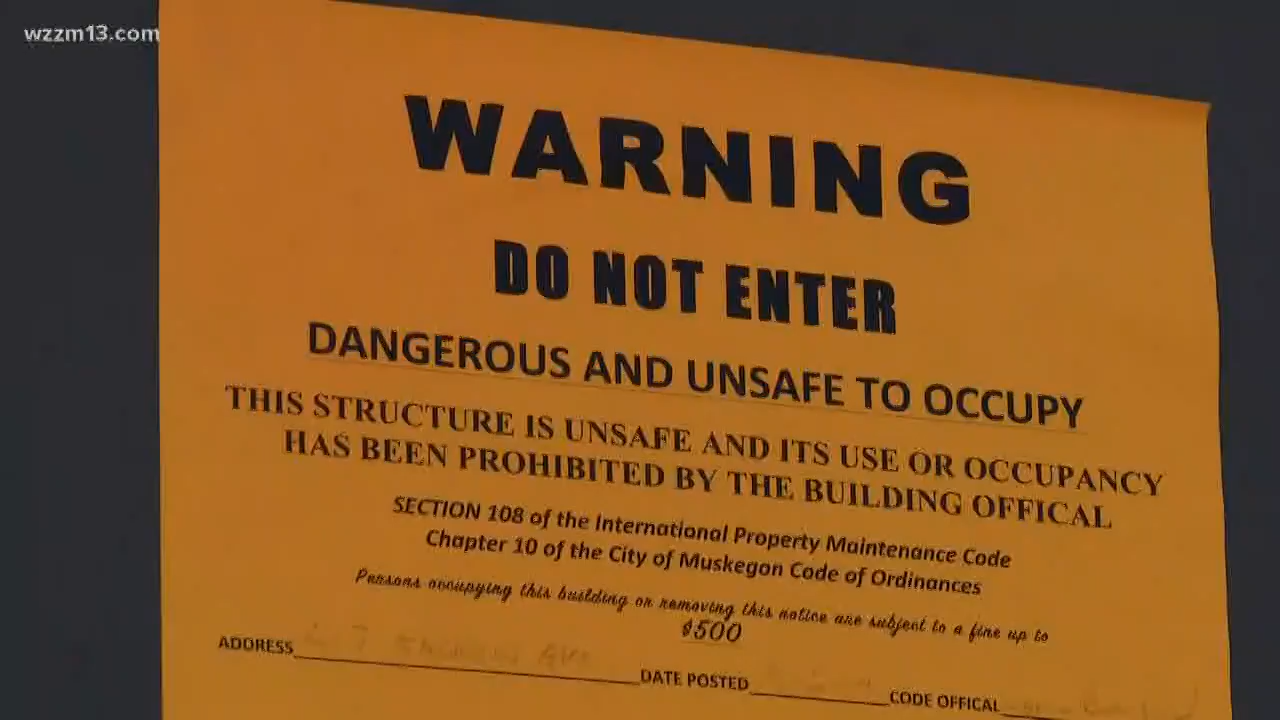 wzzm13.com
WARNING
DO NOT ENTER
DANGEROUS AND UNSAFE TO OCCUPY
THIS STRUCTURE IS UNSAFE AND ITS USE OR OCCUPANCY
HAS BEEN PROHIBITED BY THE BUILDING OFFICAL
SECTION 108 of the International Property Maintenance Code
Chapter 10 of the City of Muskegon Code of Ordinances
Persons occupying this building or removing this notice are subject to a fine up to
$500
ADDRESS DATE POSTED CODE OFFICAL